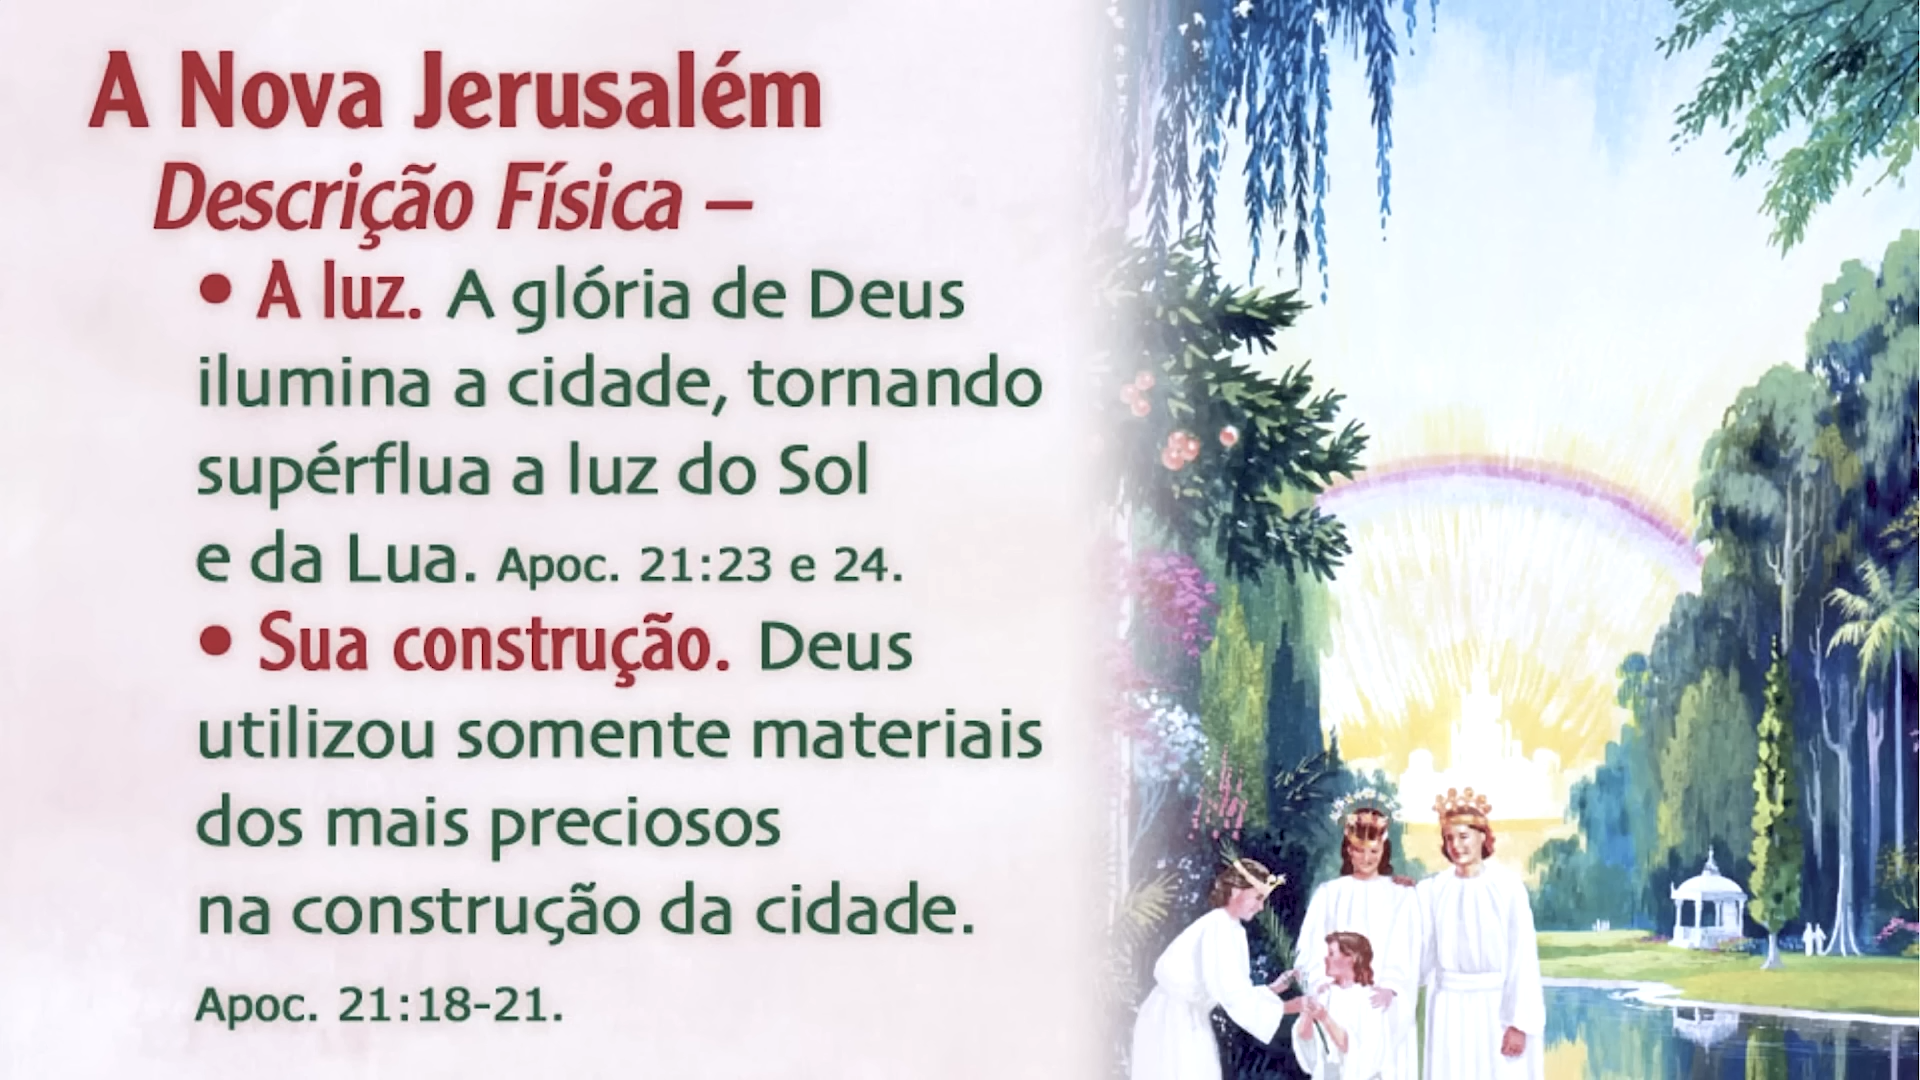 A Nova Jerusalém
Descrição Física –
• A luz. A glória de Deus
ilumina a cidade, tornando
supérflua a luz do Sol
e da Lua. Apoc. 21:23 e 24.
• Sua construção. Deus
utilizou somente materiais
dos mais preciosos
na construção da cidade.
Apoc. 21:18-21.